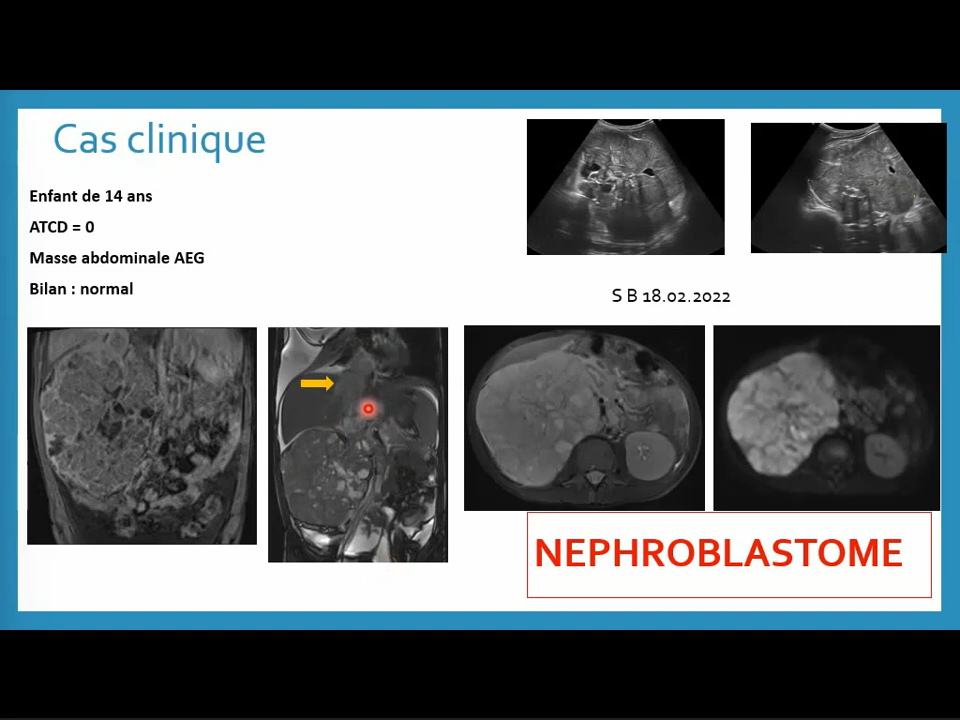 Cas clinique
Enfant de 14 ans
ATCD = 0
Masse abdominale AEG
Bilan : normal
S B 18.02.2022
NEPHROBLASTOME